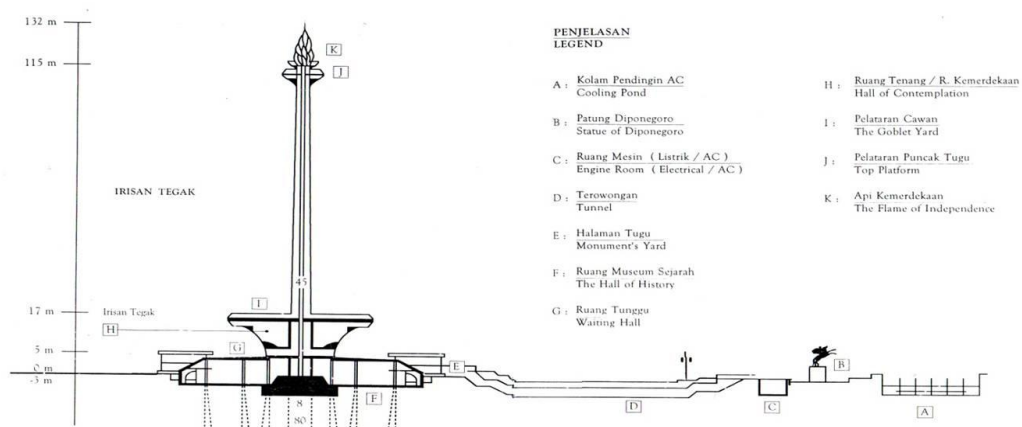 132 m
115 m
K
J
IRISAN TEGAK
45
17 m
Irisan Tegak
I
H
G
5 m
0 m
-3 m
E
F
8
80
D
C
B
A
PENJELASAN
LEGEND
A : Kolam Pendingin AC
Cooling Pond
B : Patung Diponegoro
Statue of Diponegoro
C : Ruang Mesin ( Listrik / AC )
Engine Room ( Electrical / AC )
D : Terowongan
Tunnel
E : Halaman Tugu
Monument's Yard
F : Ruang Museum Sejarah
The Hall of History
G : Ruang Tunggu
Waiting Hall
H : Ruang Tenang / R. Kemerdekaan
Hall of Contemplation
I : Pelataran Cawan
The Goblet Yard
J : Pelataran Puncak Tugu
Top Platform
K : Api Kemerdekaan
The Flame of Independence